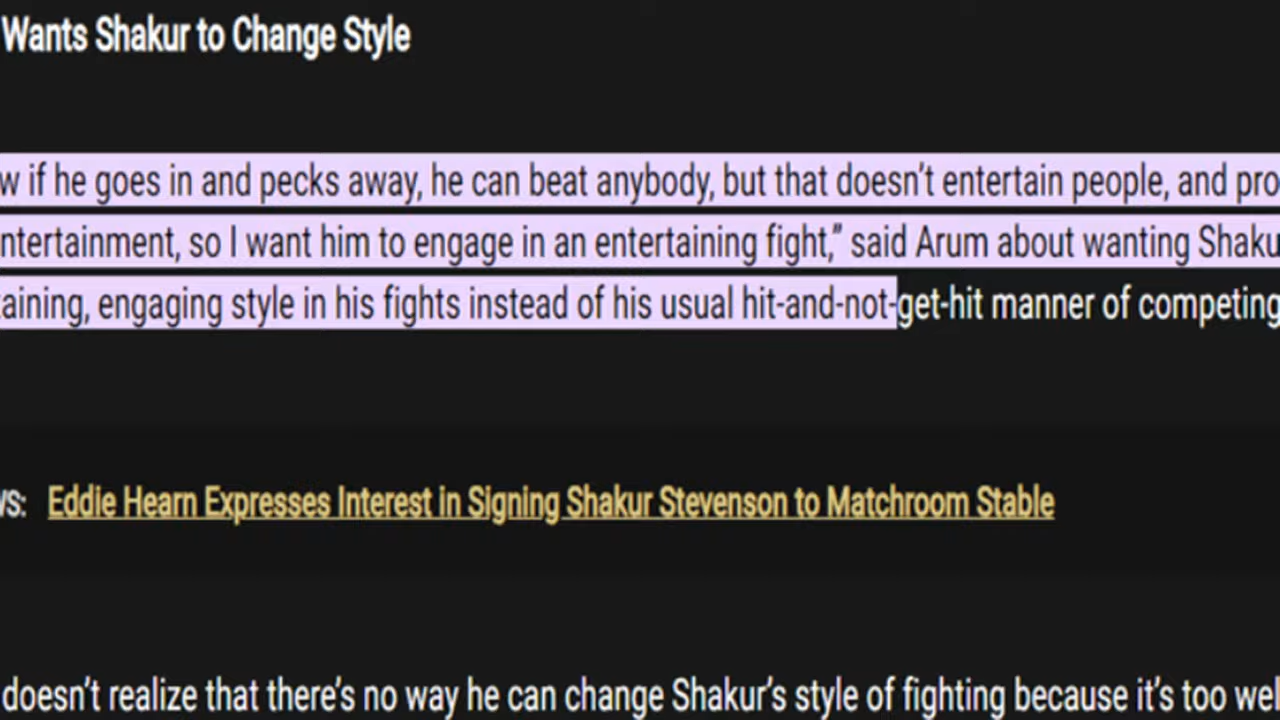 Wants Shakur to Change Style
w if he goes in and pecks away, he can beat anybody, but that doesn’t entertain people, and pro
ntertainment, so I want him to engage in an entertaining fight,” said Arum about wanting Shaku
taining, engaging style in his fights instead of his usual hit-and-not-get-hit manner of competing
ws: Eddie Hearn Expresses Interest in Signing Shakur Stevenson to Matchroom Stable
doesn’t realize that there’s no way he can change Shakur’s style of fighting because it’s too wel